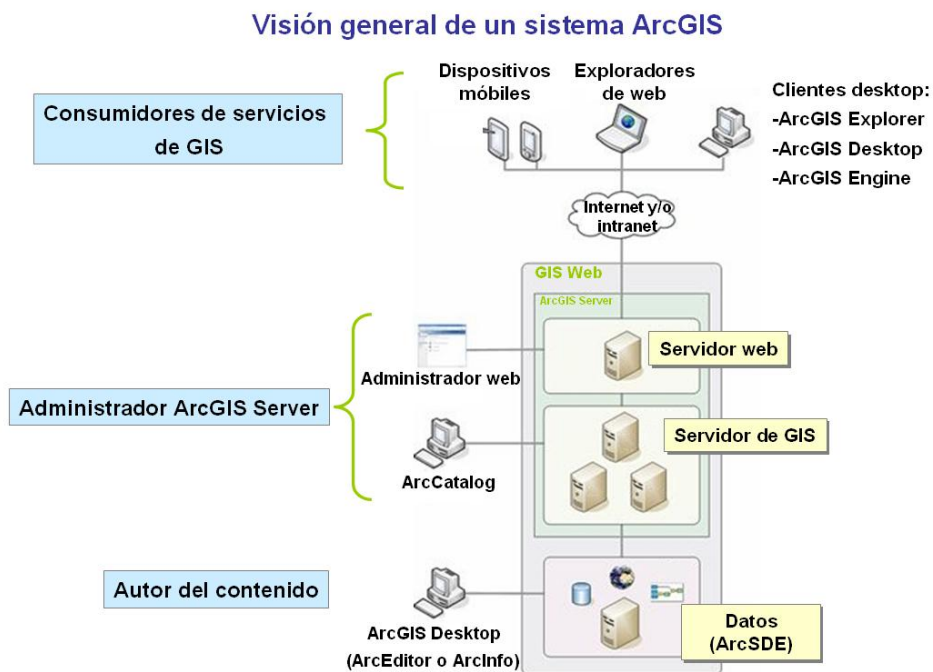 Visión general de un sistema ArcGIS
Consumidores de servicios
de GIS
Dispositivos
móbiles
Exploradores
de web
Clientes desktop:
-ArcGIS Explorer
-ArcGIS Desktop
-ArcGIS Engine
Internet y/o
intranet
GIS Web
ArcGIS Server
Servidor web
Administrador web
Administrador ArcGIS Server
Servidor de GIS
ArcCatalog
Autor del contenido
ArcGIS Desktop
(ArcEditor o ArcInfo)
Datos
(ArcSDE)